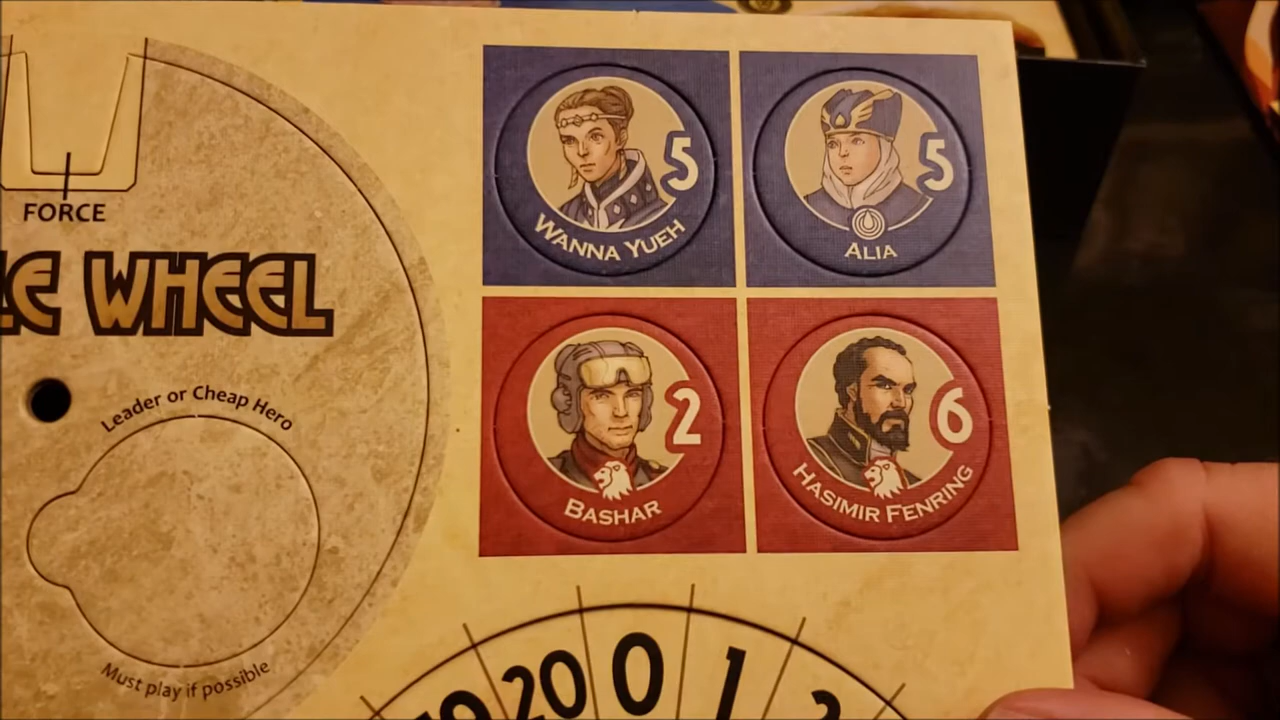 FORCE
WHEEL
Leader or Cheap Hero
Must play if possible
5
WANNA YUEH
5
ALIA
2
BASHAR
6
HASIMIR FENRING
20
0
1